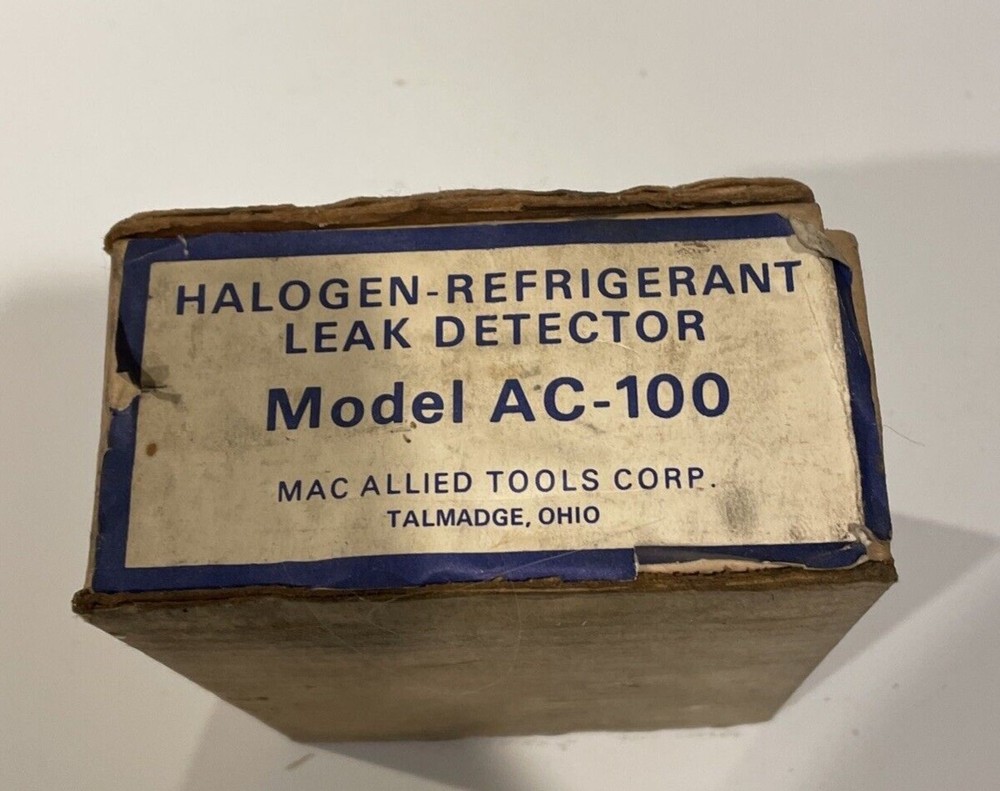 HALOGEN-REFRIGERANT
LEAK DETECTOR
Model AC-100
MAC ALLIED TOOLS CORP.
TALMADGE, OHIO